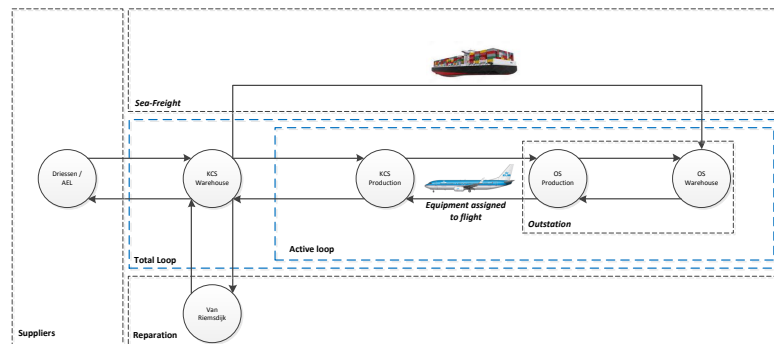 Sea-Freight
Driessen /
AEL
KCS
Warehouse
KCS
Production
OS
Production
OS
Warehouse
Equipment assigned
to flight
Outstation
Active loop
Total Loop
Van
Riemsdijk
Suppliers
Reparation